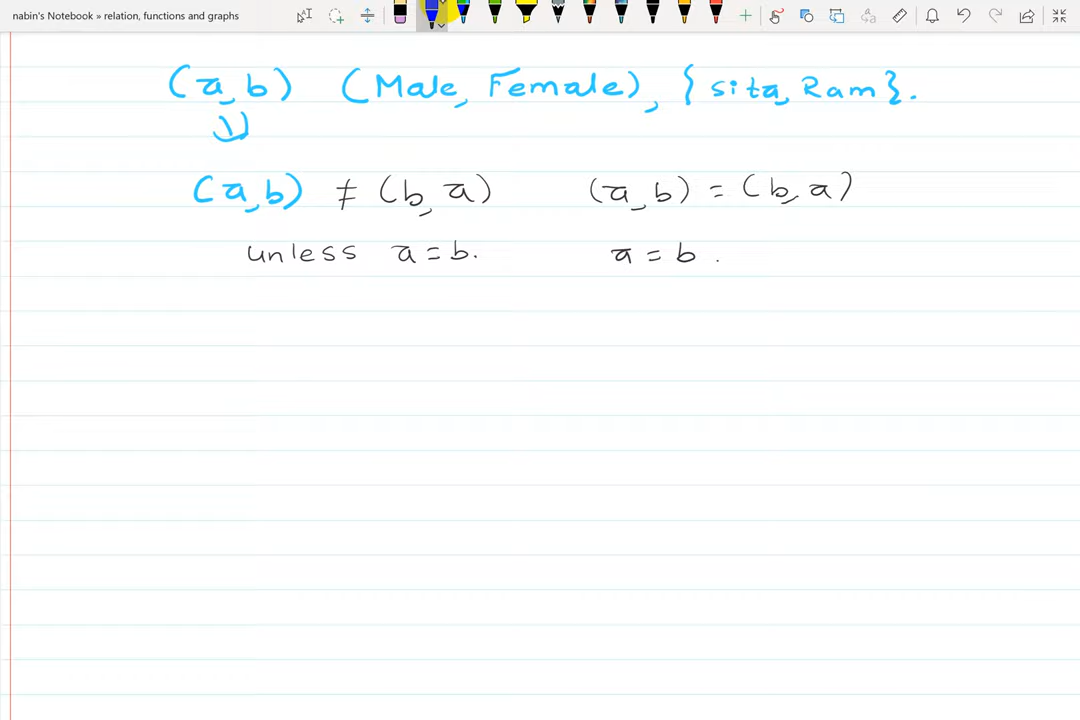 nabin's Notebook » relation, functions and graphs
(a,b) (Male, Female), {sita, Ram}.
(a,b) ≠ (b,a) (a,b) = (b,a)
unless a=b. a = b .